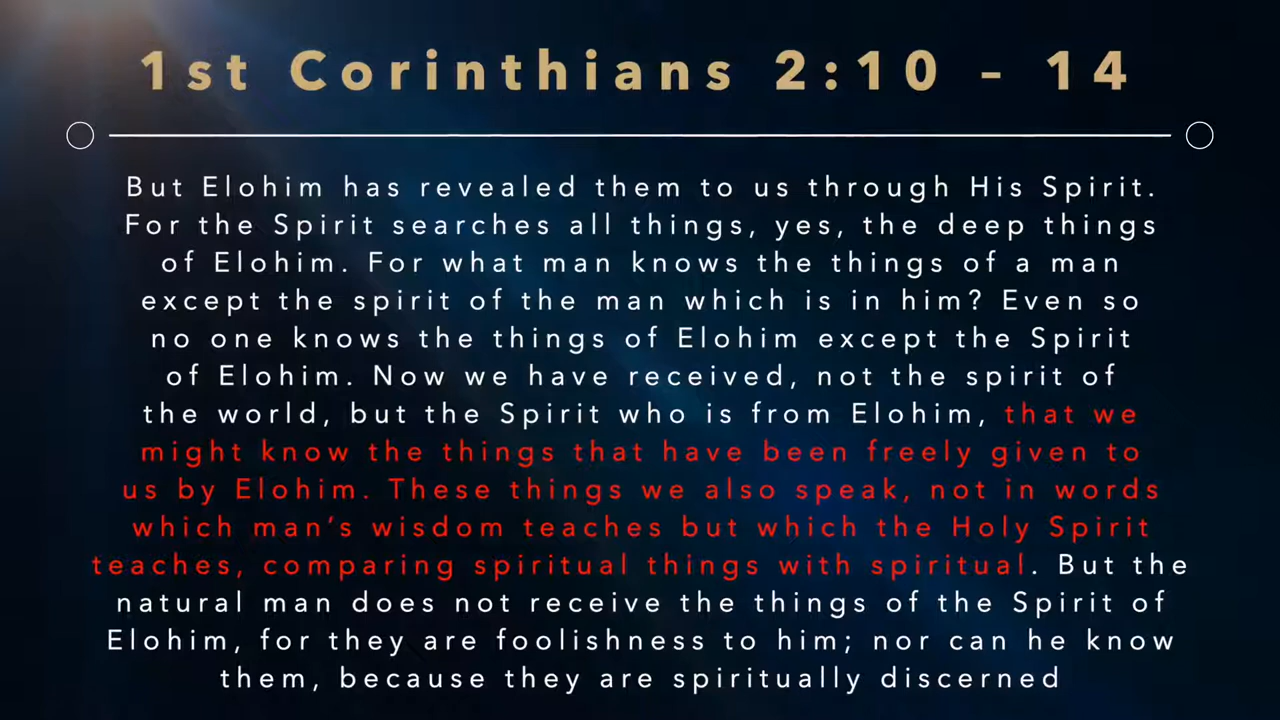 1st Corinthians 2:10 – 14
But Elohim has revealed them to us through His Spirit.
For the Spirit searches all things, yes, the deep things
of Elohim. For what man knows the things of a man
except the spirit of the man which is in him? Even so
no one knows the things of Elohim except the Spirit
of Elohim. Now we have received, not the spirit of
the world, but the Spirit who is from Elohim, that we
might know the things that have been freely given to
us by Elohim. These things we also speak, not in words
which man’s wisdom teaches but which the Holy Spirit
teaches, comparing spiritual things with spiritual. But the
natural man does not receive the things of the Spirit of
Elohim, for they are foolishness to him; nor can he know
them, because they are spiritually discerned